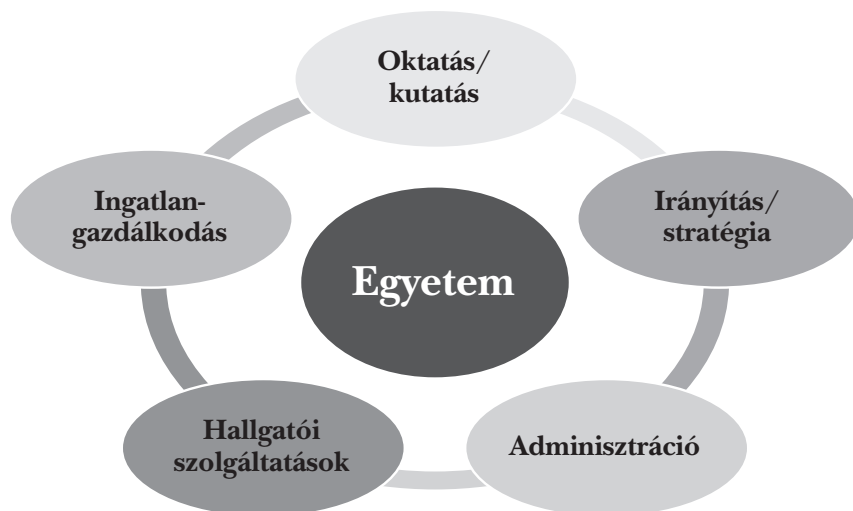 Oktatás/
kutatás
Irányítás/
stratégia
Adminisztráció
Hallgatói
szolgáltatások
Ingatlan-
gazdálkodás
Egyetem